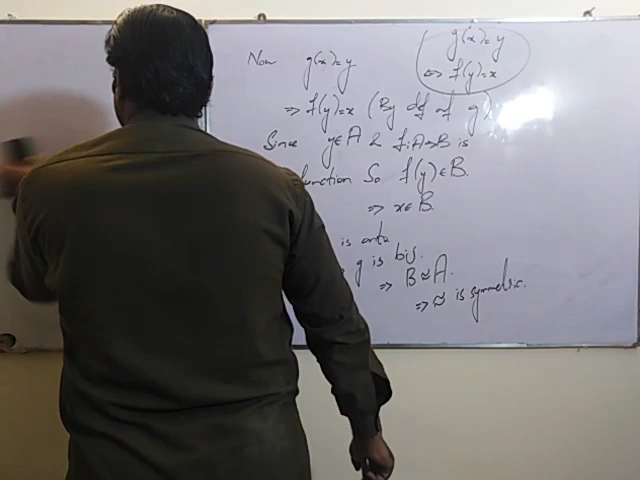 Now g(x)=y
⇒ f(y)=x (By def of g)
g(x)=y
⇔ f(y)=x
Since y∈A & f:A→B is
function. So f(y)∈B.
⇒ x∈B.
is onto
g is bij.
⇒ B≈A.
⇒ ≈ is symmetric.